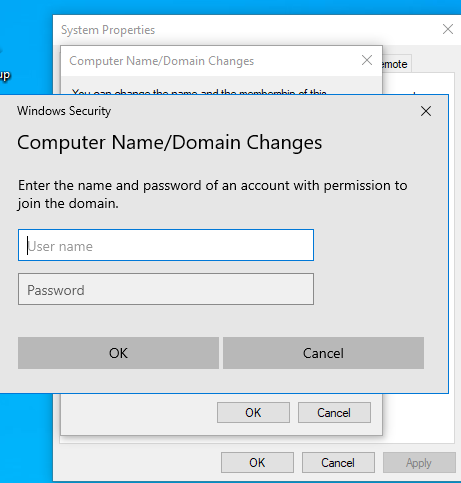 System Properties
Computer Name/Domain Changes
emote
up
You can change the name and the membership of this
Windows Security
Computer Name/Domain Changes
Enter the name and password of an account with permission to
join the domain.
User name
Password
OK Cancel
OK Cancel
OK Cancel Apply